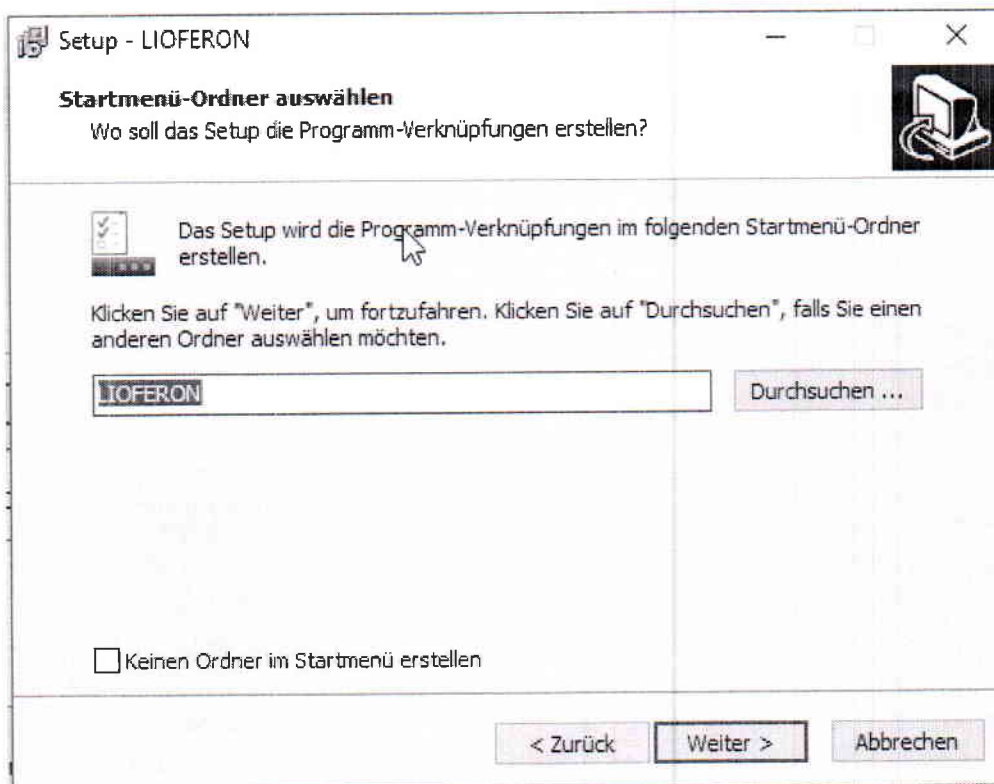 Setup - LIOFERON
Startmenü-Ordner auswählen
Wo soll das Setup die Programm-Verknüpfungen erstellen?
Das Setup wird die Programm-Verknüpfungen im folgenden Startmenü-Ordner
erstellen.
Klicken Sie auf "Weiter", um fortzufahren. Klicken Sie auf "Durchsuchen", falls Sie einen
anderen Ordner auswählen möchten.
LIOFERON
Durchsuchen ...
Keinen Ordner im Startmenü erstellen
< Zurück
Weiter >
Abbrechen